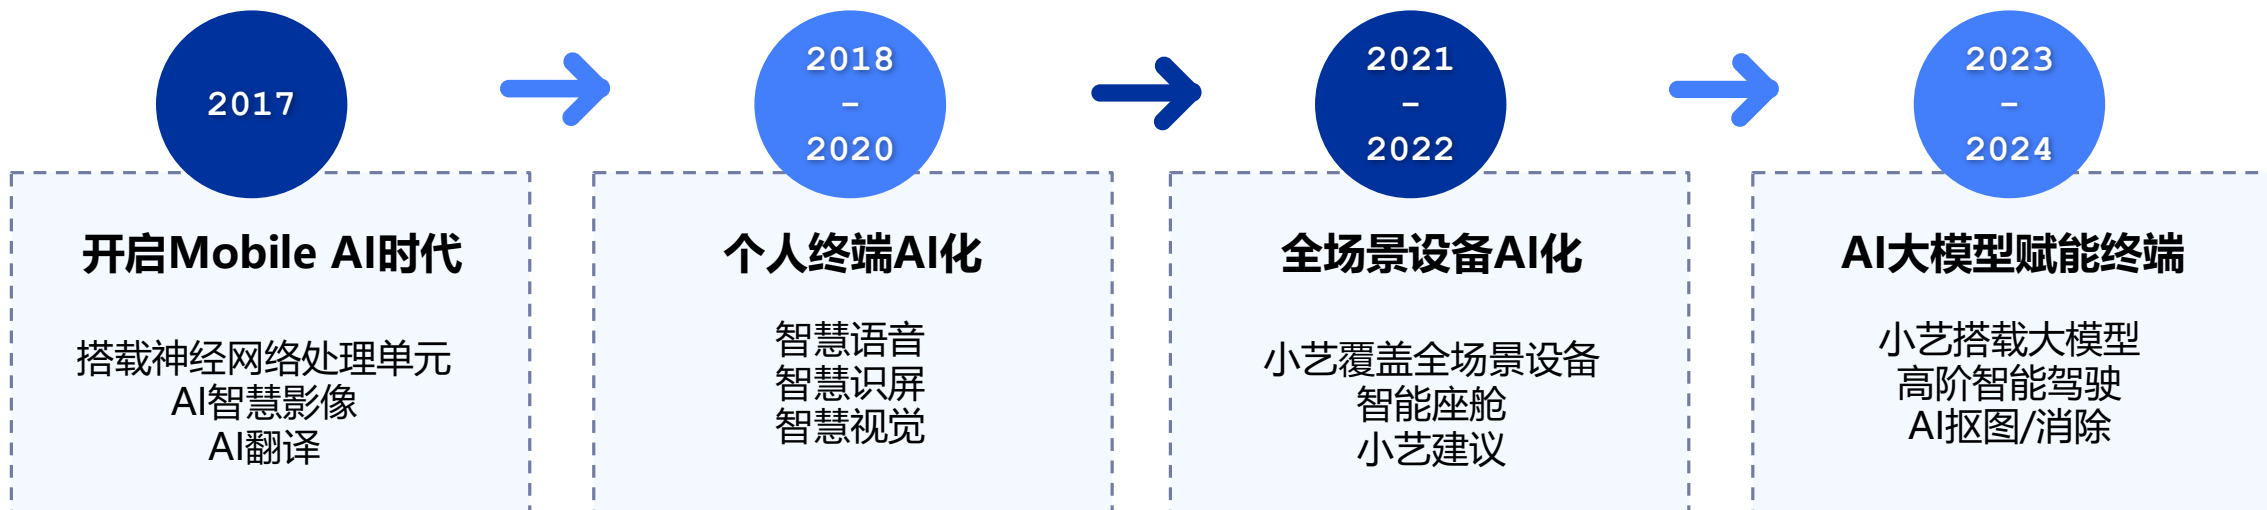 2017
开启Mobile AI时代
搭载神经网络处理单元
AI智慧影像
AI翻译
2018
-
2020
个人终端AI化
智慧语音
智慧识屏
智慧视觉
2021
-
2022
全场景设备AI化
小艺覆盖全场景设备
智能座舱
小艺建议
2023
-
2024
AI大模型赋能终端
小艺搭载大模型
高阶智能驾驶
AI抠图/消除